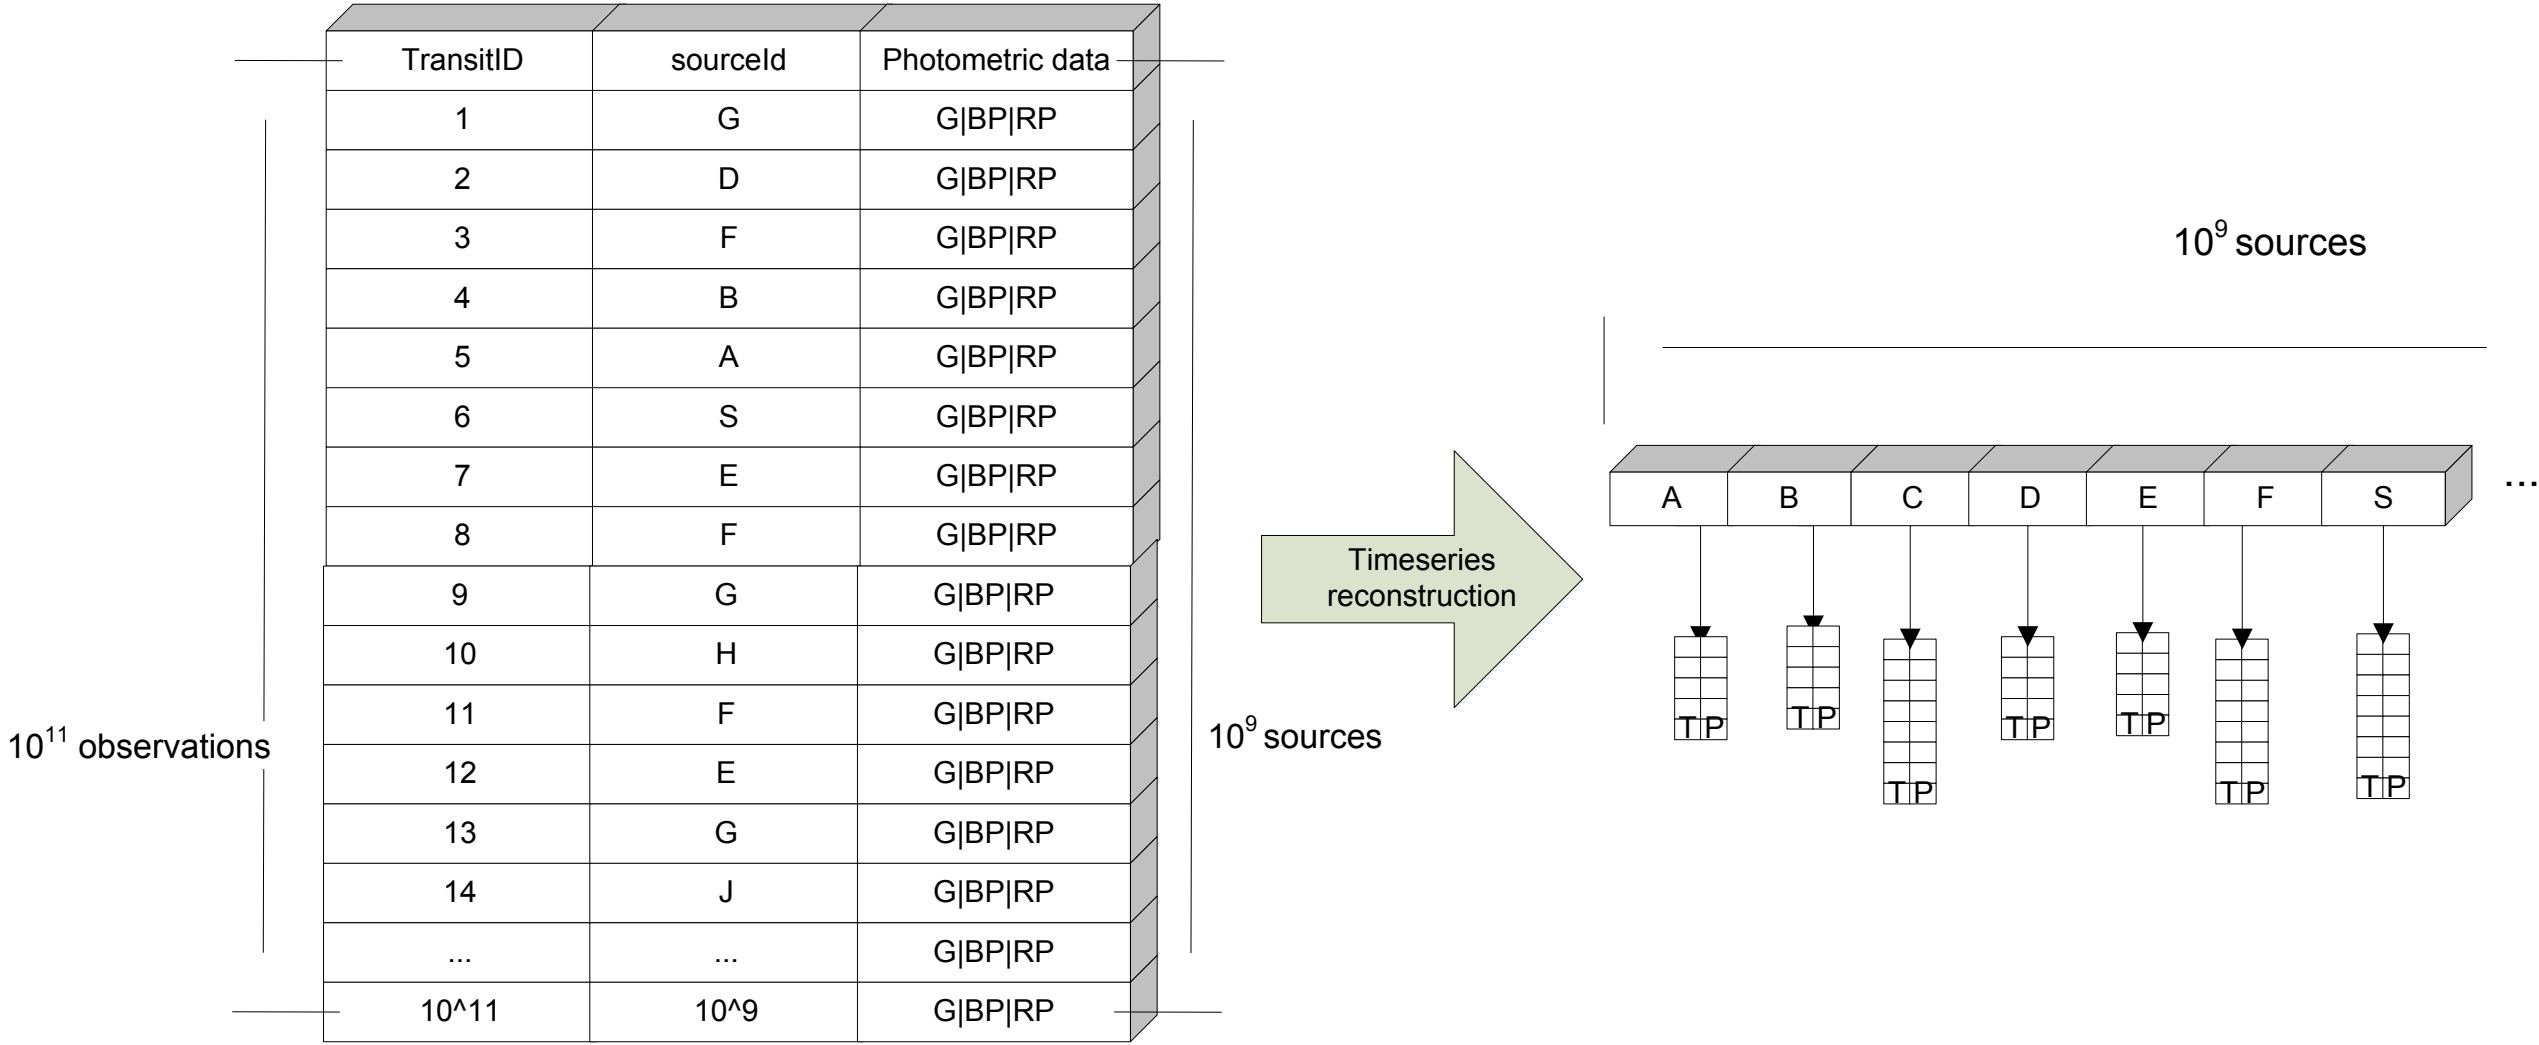 TransitID sourceId Photometric data
1 G G|BP|RP
2 D G|BP|RP
3 F G|BP|RP
4 B G|BP|RP
5 A G|BP|RP
6 S G|BP|RP
7 E G|BP|RP
8 F G|BP|RP
9 G G|BP|RP
10 H G|BP|RP
11 F G|BP|RP
12 E G|BP|RP
13 G G|BP|RP
14 J G|BP|RP
... ... G|BP|RP
10^11 10^9 G|BP|RP
10¹¹ observations
10⁹ sources
Timeseries
reconstruction
10⁹ sources
A B C D E F S ...
T P T P T P T P T P T P T P